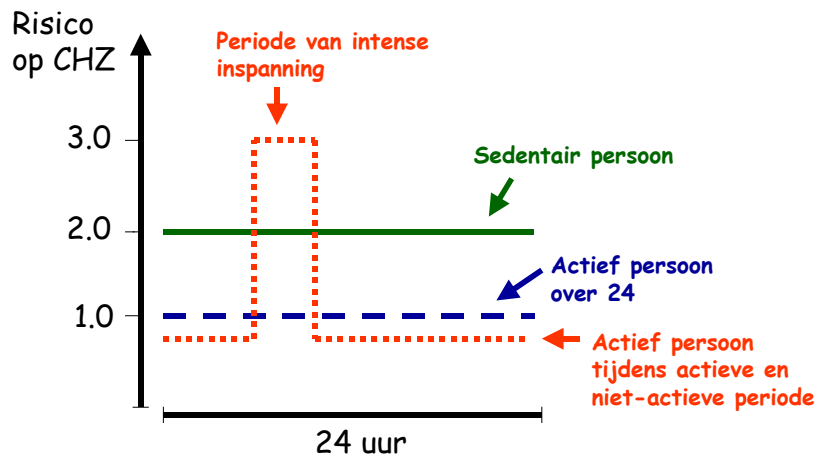 Risico
op CHZ
Periode van intense
inspanning
3.0
Sedentair persoon
2.0
Actief persoon
over 24
1.0
Actief persoon
tijdens actieve en
niet-actieve periode
24 uur